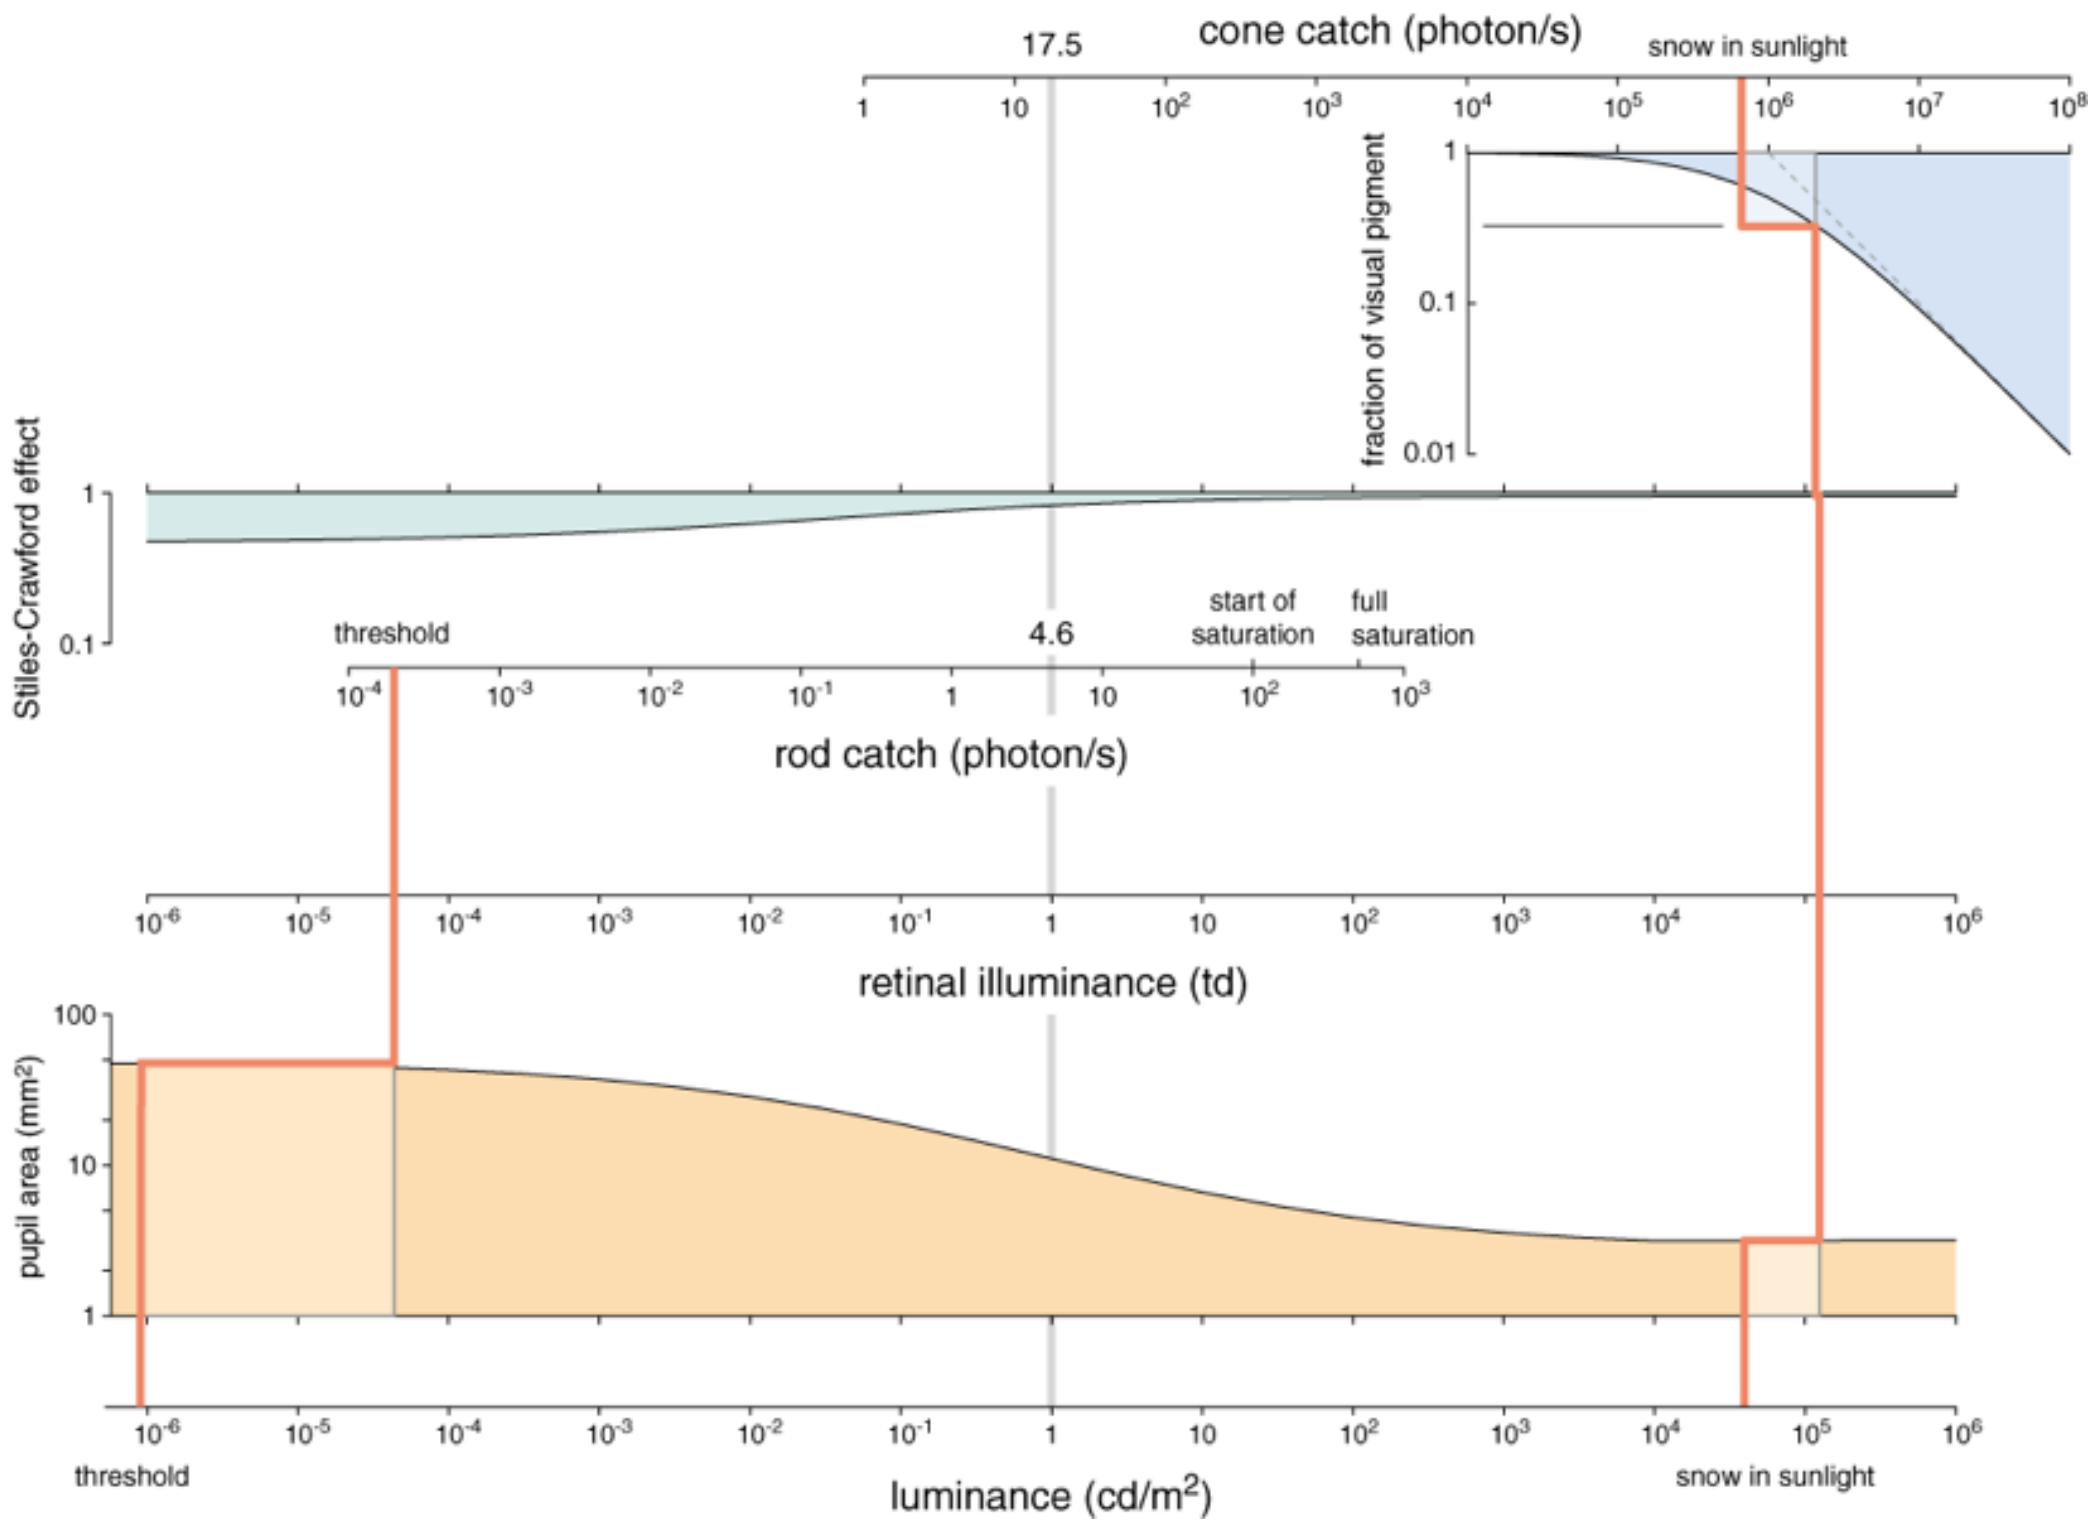 cone catch (photon/s)
17.5
snow in sunlight
1 10 10² 10³ 10⁴ 10⁵ 10⁶ 10⁷ 10⁸
fraction of visual pigment
1
0.1
0.01
Stiles-Crawford effect
1
0.1
threshold
4.6
start of
saturation
full
saturation
10⁻⁴ 10⁻³ 10⁻² 10⁻¹ 1 10 10² 10³
rod catch (photon/s)
10⁻⁶ 10⁻⁵ 10⁻⁴ 10⁻³ 10⁻² 10⁻¹ 1 10 10² 10³ 10⁴ 10⁶
retinal illuminance (td)
pupil area (mm²)
100
10
1
10⁻⁶ 10⁻⁵ 10⁻⁴ 10⁻³ 10⁻² 10⁻¹ 1 10 10² 10³ 10⁴ 10⁵ 10⁶
threshold
snow in sunlight
luminance (cd/m²)